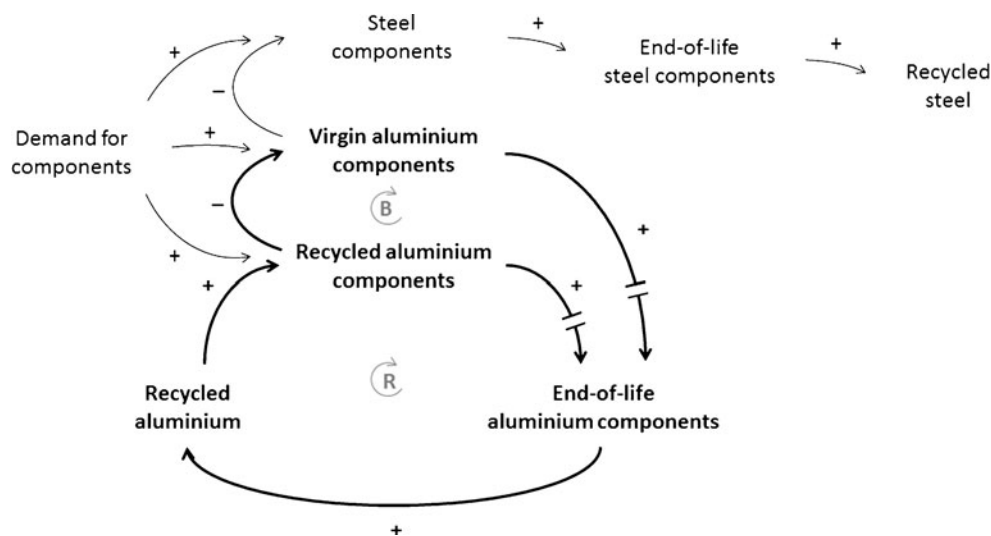 Steel
components
+
End-of-life
steel components
+
Recycled
steel
+
−
Demand for
components
+
Virgin aluminium
components
−
B
+
+
Recycled aluminium
components
+
+
+
R
Recycled
aluminium
End-of-life
aluminium components
+